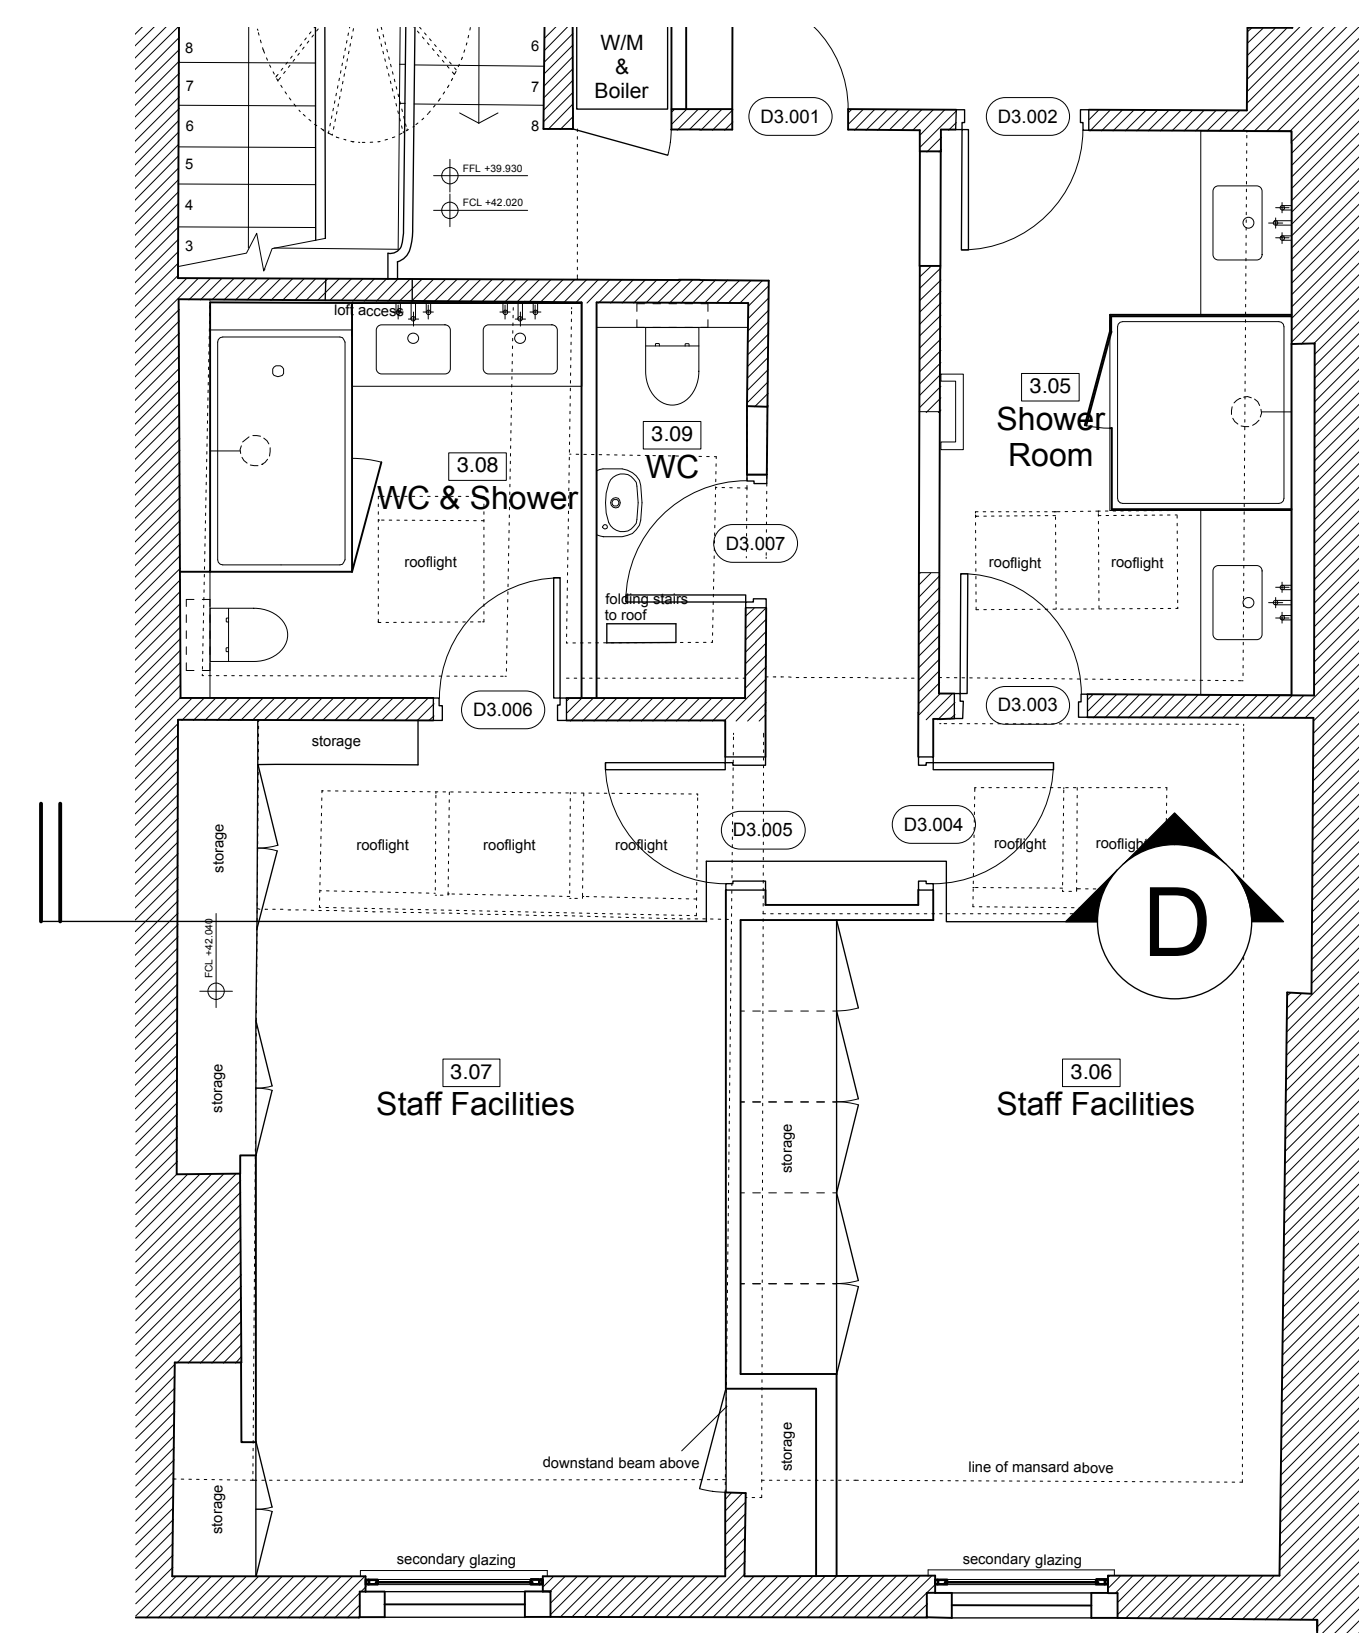 8
7
6
5
4
3
6
7
8
W/M
&
Boiler
D3.001
D3.002
FFL +39.930
FCL +42.020
loft access
3.05
Shower
Room
3.09
WC
3.08
WC & Shower
D3.007
rooflight
rooflight
rooflight
folding stairs
to roof
D3.006
D3.003
storage
D3.005
D3.004
storage
rooflight
rooflight
rooflight
rooflight
rooflight
D
FCL +42.040
storage
3.07
Staff Facilities
3.06
Staff Facilities
storage
storage
downstand beam above
line of mansard above
storage
secondary glazing
secondary glazing